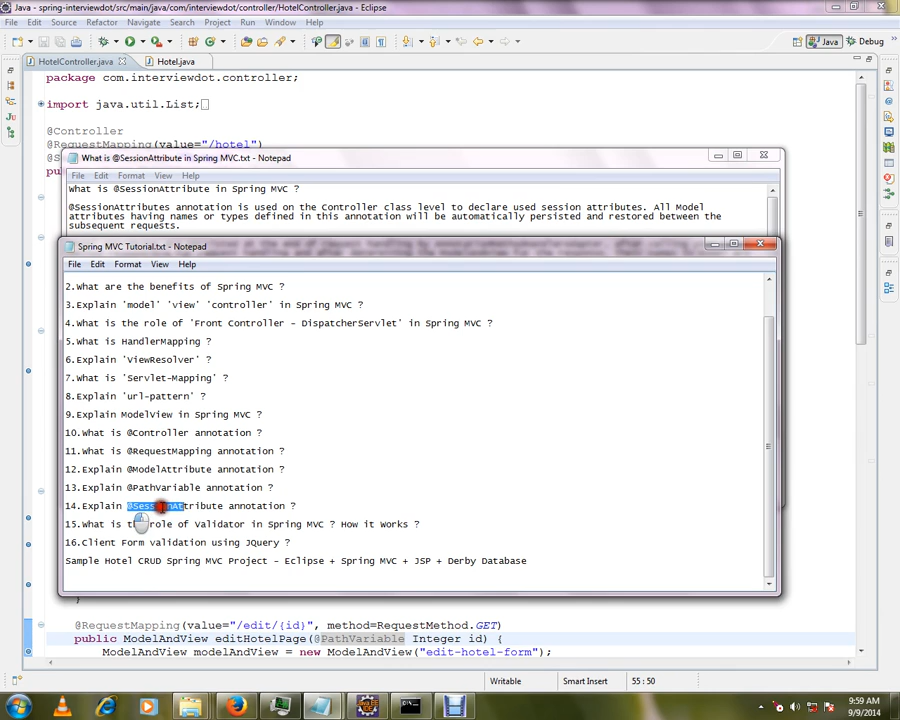 Java - spring-interviewdot/src/main/java/com/interviewdot/controller/HotelController.java - Eclipse
File Edit Source Refactor Navigate Search Project Run Window Help
Java Debug
HotelController.java Hotel.java
package com.interviewdot.controller;
import java.util.List;
@Controller
@RequestMapping(value="/hotel")
What is @SessionAttribute in Spring MVC.txt - Notepad
File Edit Format View Help
What is @SessionAttribute in Spring MVC ?
@SessionAttributes annotation is used on the Controller class level to declare used session attributes. All Model
attributes having names or types defined in this annotation will be automatically persisted and restored between the
subsequent requests.
Spring MVC Tutorial.txt - Notepad
File Edit Format View Help
2.What are the benefits of Spring MVC ?
3.Explain 'model' 'view' 'controller' in Spring MVC ?
4.What is the role of 'Front Controller - DispatcherServlet' in Spring MVC ?
5.What is HandlerMapping ?
6.Explain 'ViewResolver' ?
7.What is 'Servlet-Mapping' ?
8.Explain 'url-pattern' ?
9.Explain ModelView in Spring MVC ?
10.What is @Controller annotation ?
11.What is @RequestMapping annotation ?
12.Explain @ModelAttribute annotation ?
13.Explain @PathVariable annotation ?
14.Explain @SessionAttribute annotation ?
15.What is the role of validator in Spring MVC ? How it works ?
16.Client Form validation using JQuery ?
Sample Hotel CRUD Spring MVC Project - Eclipse + Spring MVC + JSP + Derby Database
}
@RequestMapping(value="/edit/{id}", method=RequestMethod.GET)
public ModelAndView editHotelPage(@PathVariable Integer id) {
ModelAndView modelAndView = new ModelAndView("edit-hotel-form");
Writable Smart Insert 55 : 50
9:59 AM
9/9/2014